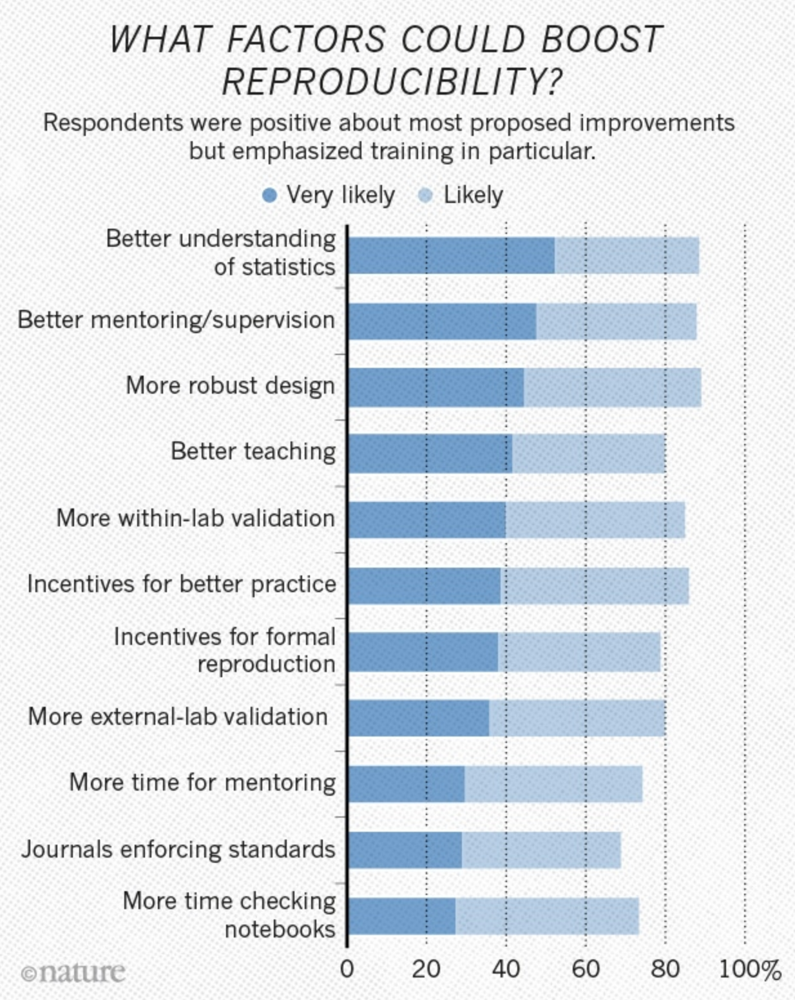 WHAT FACTORS COULD BOOST
REPRODUCIBILITY?
Respondents were positive about most proposed improvements
but emphasized training in particular.
Very likely Likely
Better understanding
of statistics
Better mentoring/supervision
More robust design
Better teaching
More within-lab validation
Incentives for better practice
Incentives for formal
reproduction
More external-lab validation
More time for mentoring
Journals enforcing standards
More time checking
notebooks
0 20 40 60 80 100%
©nature